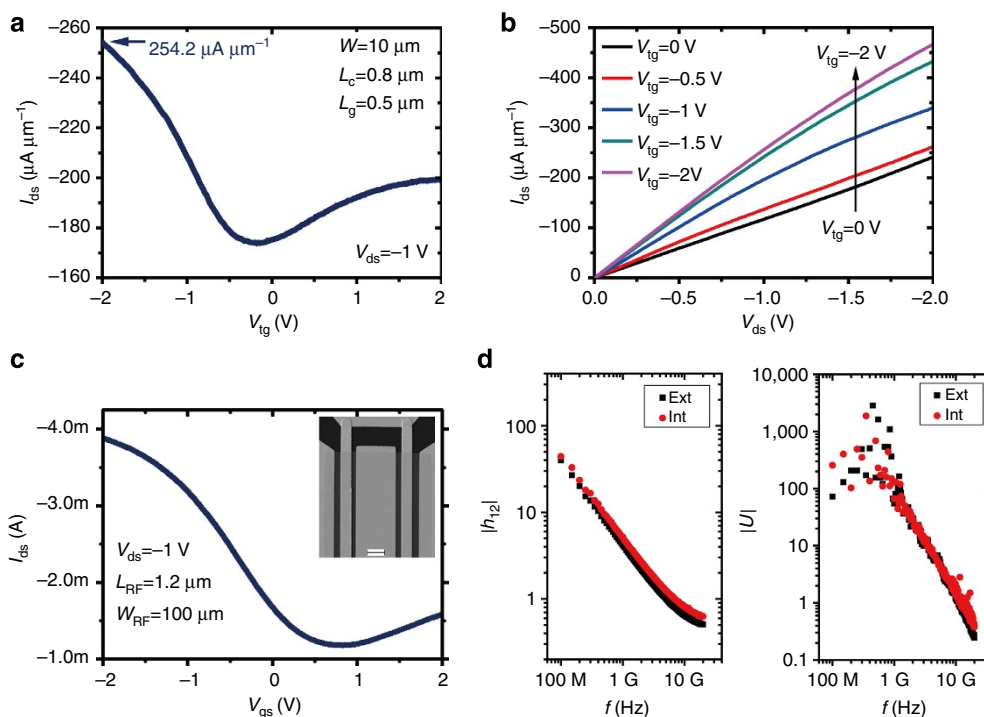 a
−260
−240
−220
−200
−180
−160
I_ds (μA μm⁻¹)
254.2 μA μm⁻¹
W=10 μm
L_c=0.8 μm
L_g=0.5 μm
V_ds=−1 V
−2
−1
0
1
2
V_tg (V)
b
−500
−400
−300
−200
−100
0
I_ds (μA μm⁻¹)
V_tg=0 V
V_tg=−0.5 V
V_tg=−1 V
V_tg=−1.5 V
V_tg=−2V
V_tg=−2 V
V_tg=0 V
0.0
−0.5
−1.0
−1.5
−2.0
V_ds (V)
c
−4.0m
−3.0m
−2.0m
−1.0m
I_ds (A)
V_ds=−1 V
L_RF=1.2 μm
W_RF=100 μm
−2
−1
0
1
2
V_gs (V)
d
100
10
1
|h_12|
Ext
Int
100 M
1 G
10 G
f (Hz)
10,000
1,000
100
10
1
0.1
|U|
Ext
Int
100 M
1 G
10 G
f (Hz)